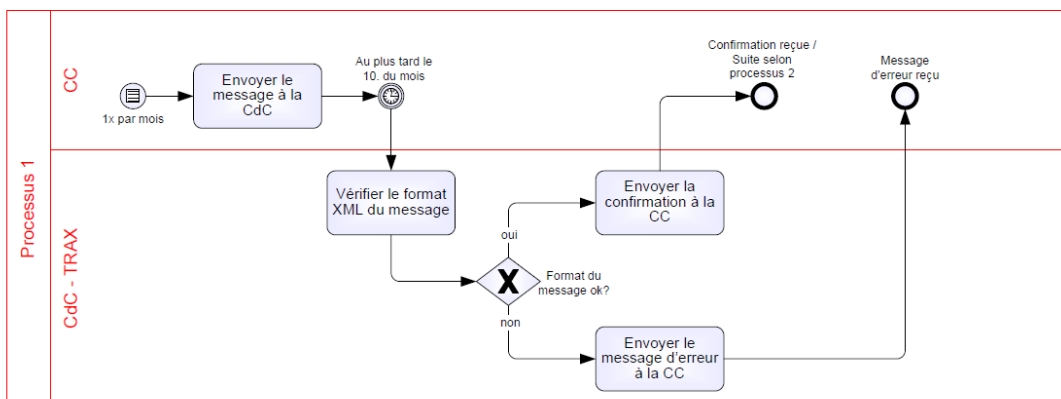 Processus 1
CC
1x par mois
Envoyer le
message à la
CdC
Au plus tard le
10. du mois
Confirmation reçue /
Suite selon
processus 2
Message
d'erreur reçu
CdC - TRAX
Vérifier le format
XML du message
X
Format du
message ok?
oui
Envoyer la
confirmation à la
CC
non
Envoyer le
message d'erreur
à la CC